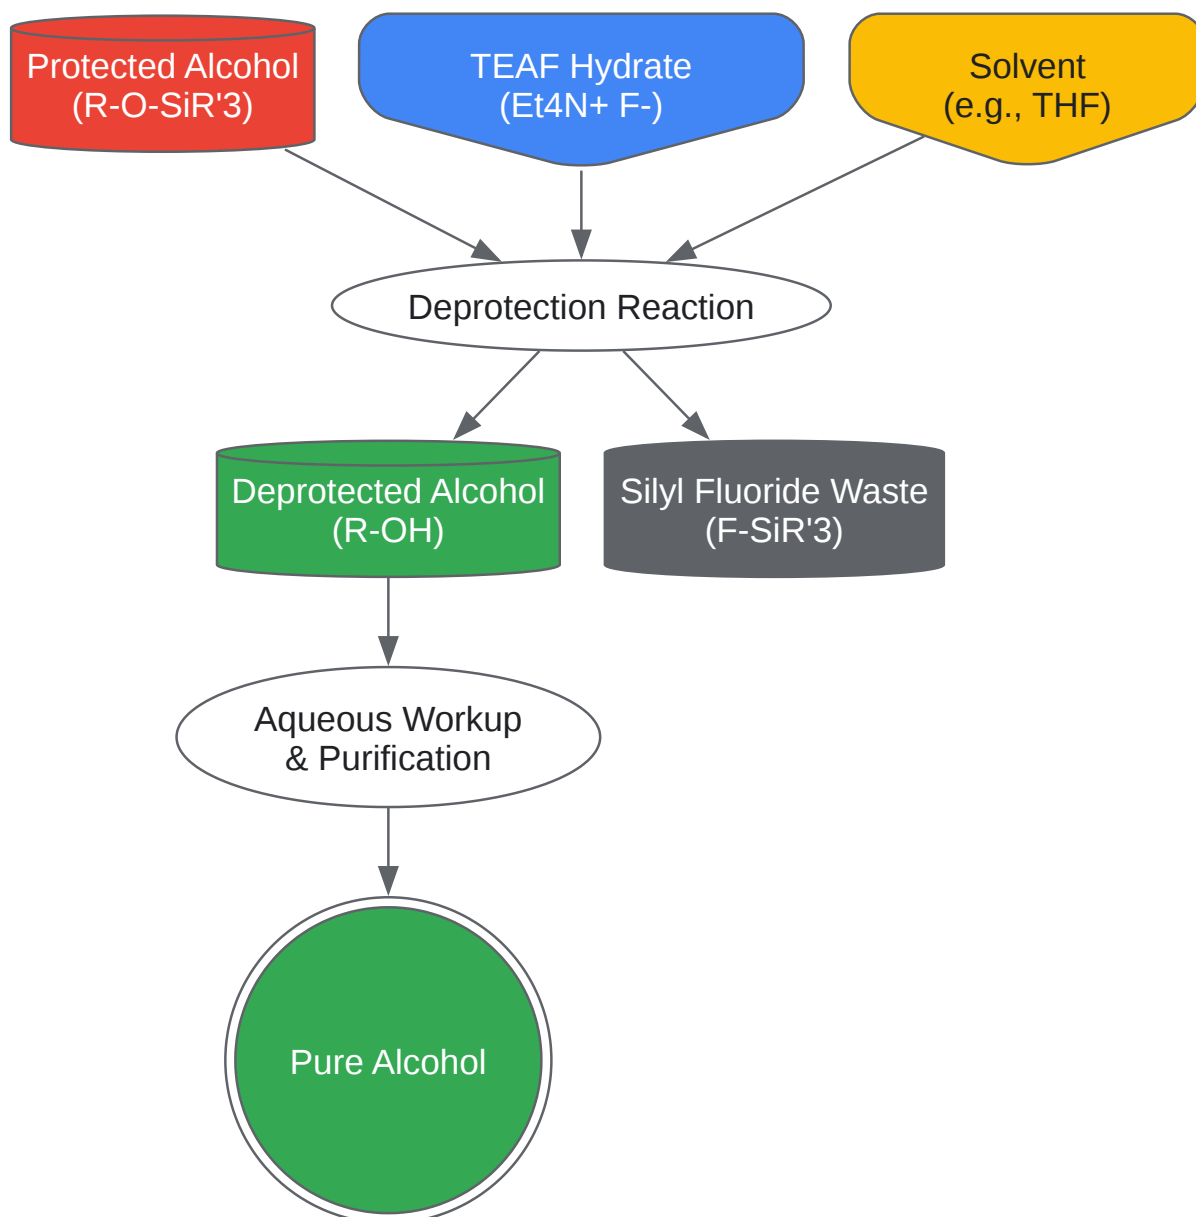 Protected Alcohol
(R-O-SiR'3)
TEAF Hydrate
(Et4N+ F-)
Solvent
(e.g., THF)
Deprotection Reaction
Deprotected Alcohol
(R-OH)
Silyl Fluoride Waste
(F-SiR'3)
Aqueous Workup
& Purification
Pure Alcohol